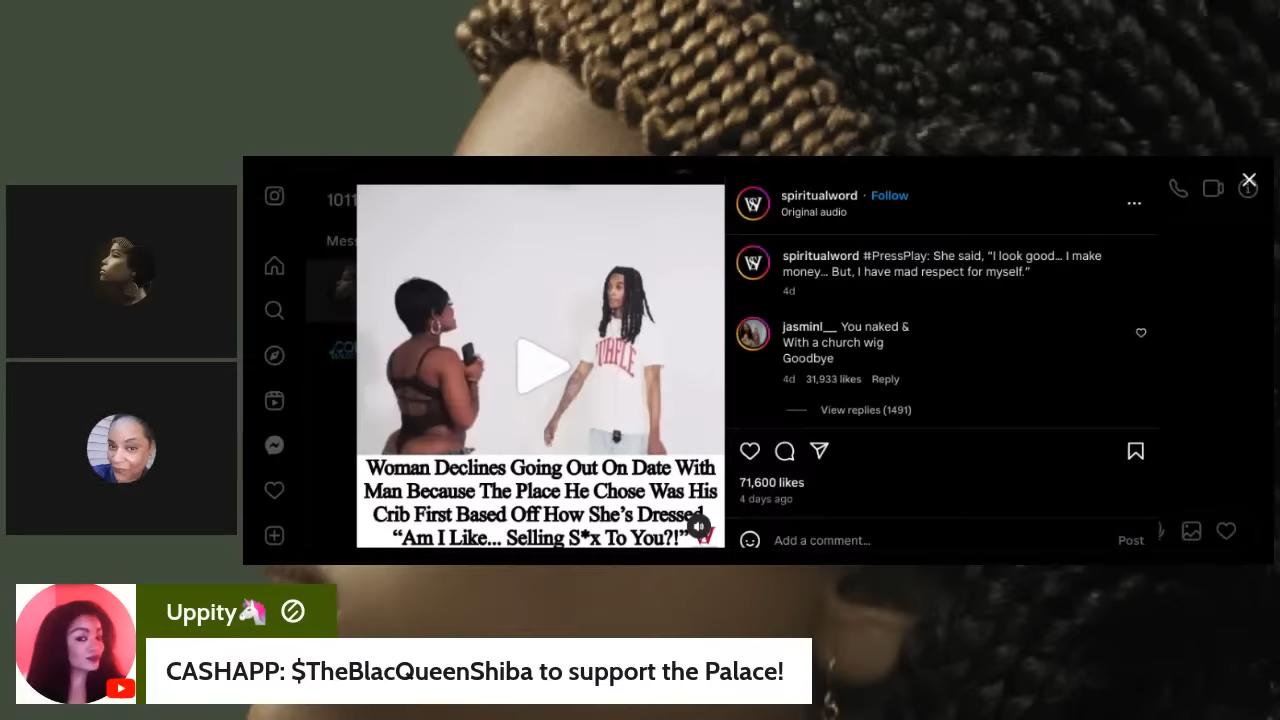 1011
Mess
spiritualword · Follow
Original audio
spiritualword #PressPlay: She said, “I look good… I make
money… But, I have mad respect for myself.”
4d
jasminl__ You naked &
With a church wig
Goodbye
4d 31,933 likes Reply
View replies (1491)
71,600 likes
4 days ago
Add a comment…
Post
PURPLE
Woman Declines Going Out On Date With
Man Because The Place He Chose Was His
Crib First Based Off How She’s Dressed
“Am I Like... Selling S*x To You?!”
Uppity🦄
CASHAPP: $TheBlacQueenShiba to support the Palace!